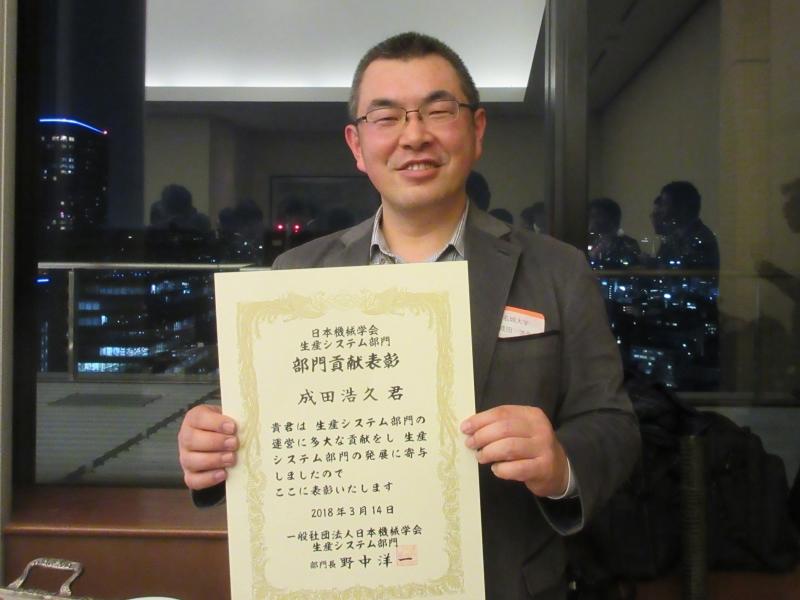 日本機械学会
生産システム部門
部門貢献表彰
成田浩久 君
貴君は 生産システム部門の
運営に多大な貢献をし 生産
システム部門の発展に寄与
しましたので
ここに表彰いたします
2018年3月14日
一般社団法人日本機械学会
生産システム部門
部門長 野中洋一
名城大学
成田